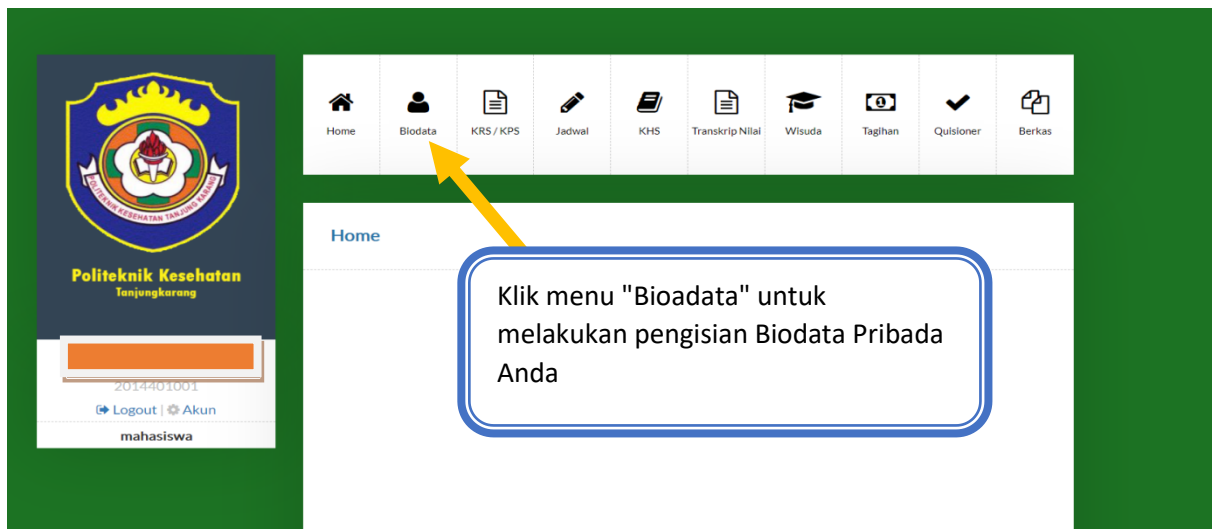 POLITEKNIK KESEHATAN TANJUNG KARANG
Politeknik Kesehatan
Tanjungkarang
2014401001
Logout | Akun
mahasiswa
Home Biodata KRS / KPS Jadwal KHS Transkrip Nilai Wisuda Tagihan Quisioner Berkas
Home
Klik menu "Bioadata" untuk
melakukan pengisian Biodata Pribada
Anda